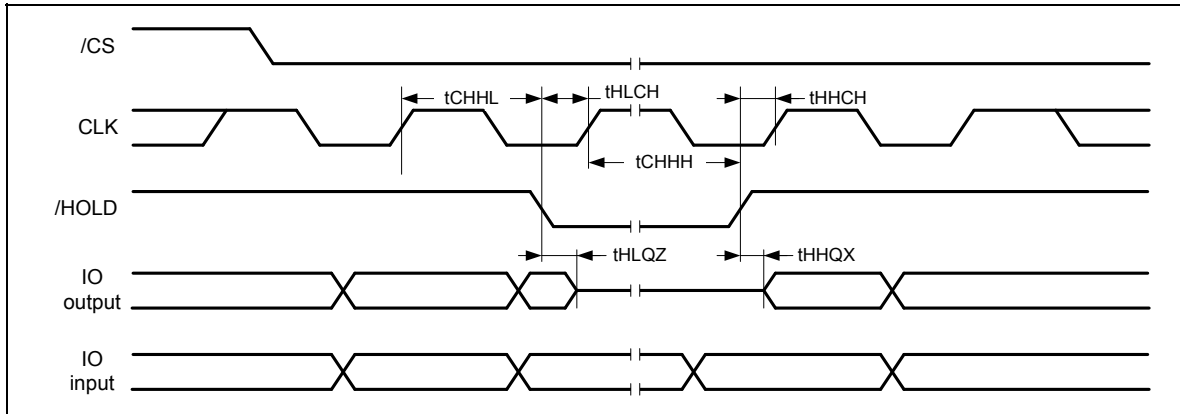 /CS
tCHHL
tHLCH
tHHCH
CLK
tCHHH
/HOLD
tHLQZ
tHHQX
IO
output
IO
input